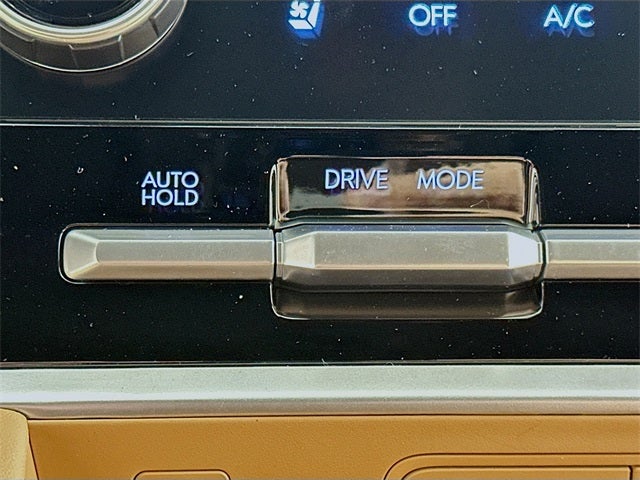 OFF A/C
AUTO
HOLD
DRIVE MODE